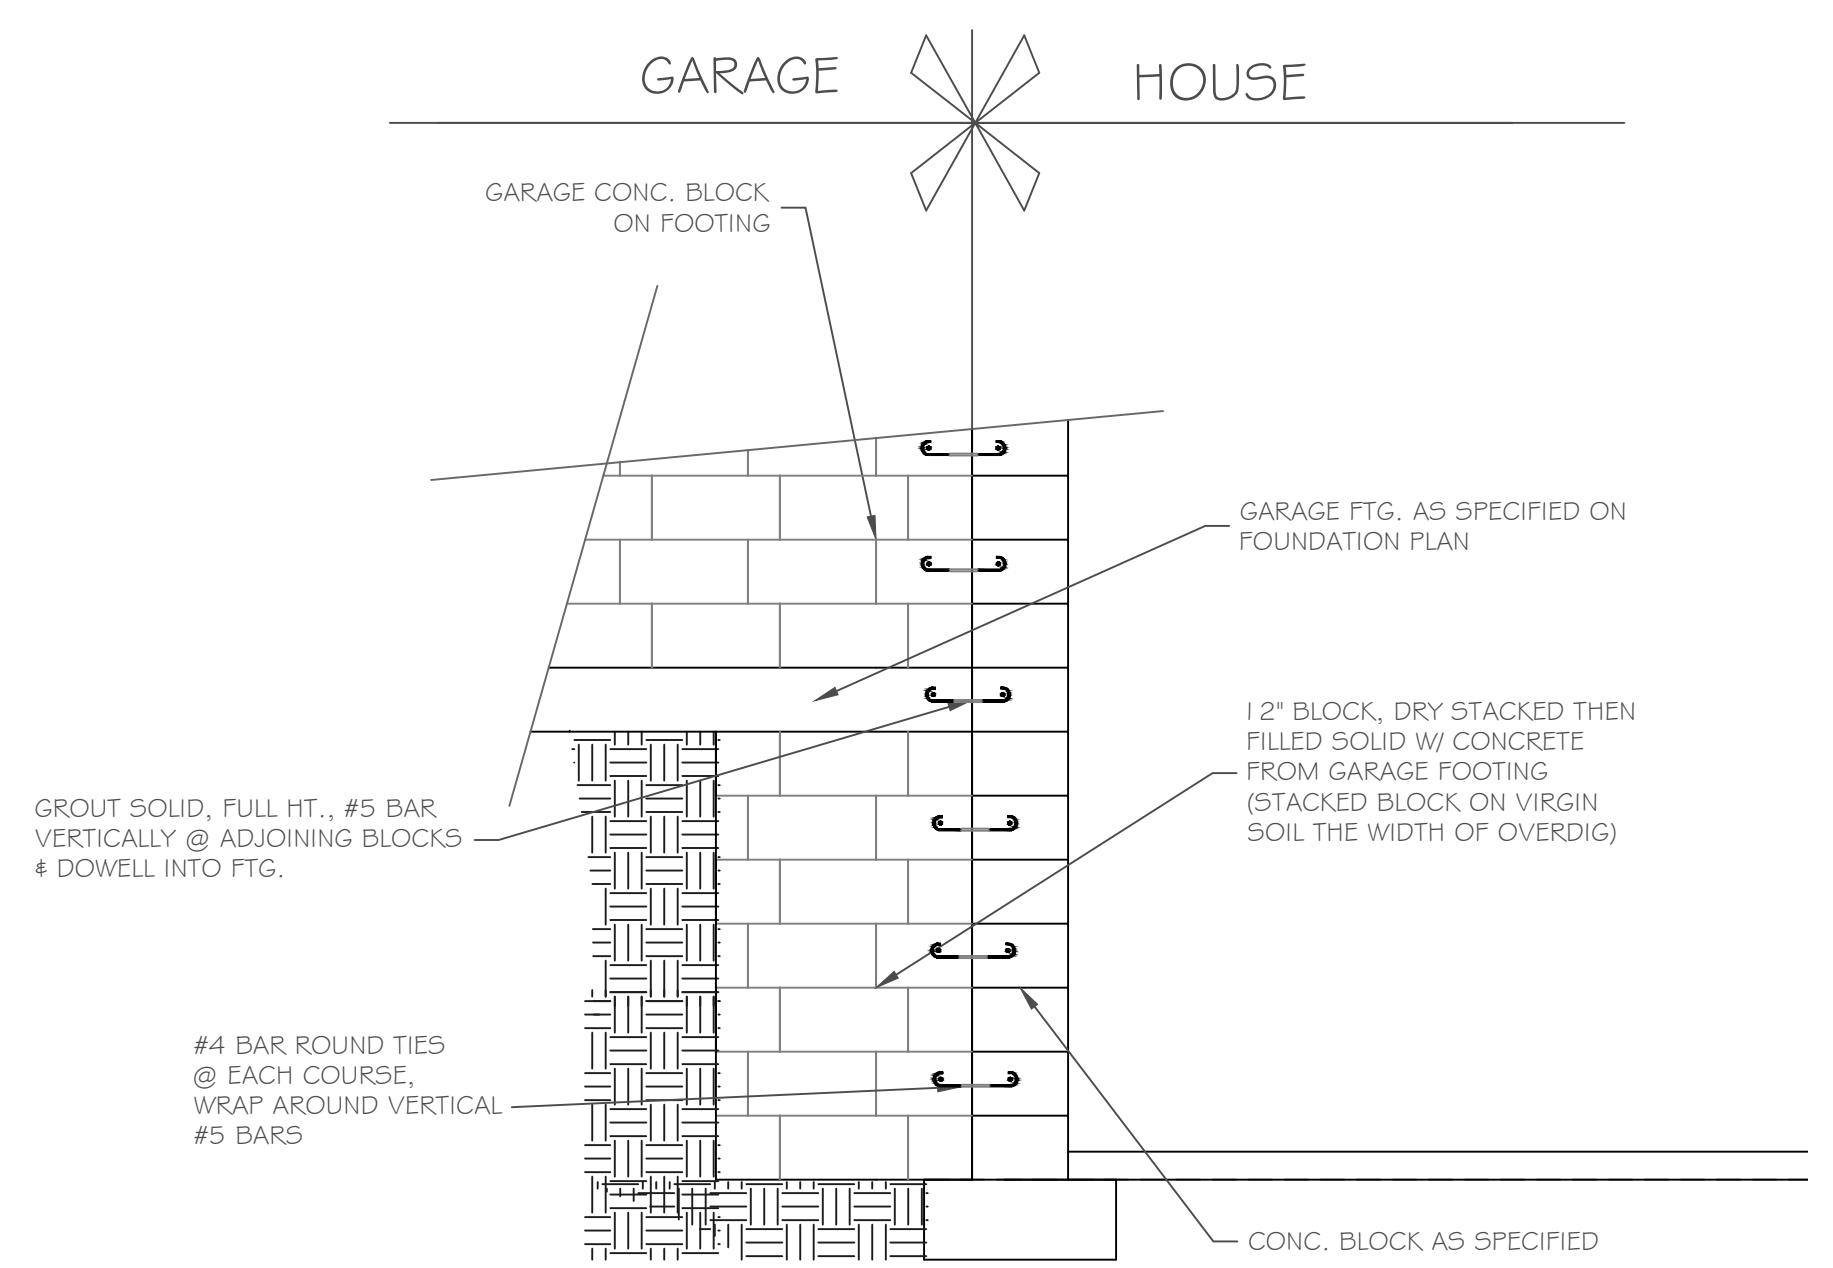 GARAGE
HOUSE
GARAGE CONC. BLOCK
ON FOOTING
GARAGE FTG. AS SPECIFIED ON
FOUNDATION PLAN
12" BLOCK, DRY STACKED THEN
FILLED SOLID W/ CONCRETE
FROM GARAGE FOOTING
(STACKED BLOCK ON VIRGIN
SOIL THE WIDTH OF OVERDIG)
GROUT SOLID, FULL HT., #5 BAR
VERTICALLY @ ADJOINING BLOCKS
& DOWELL INTO FTG.
#4 BAR ROUND TIES
@ EACH COURSE,
WRAP AROUND VERTICAL
#5 BARS
CONC. BLOCK AS SPECIFIED